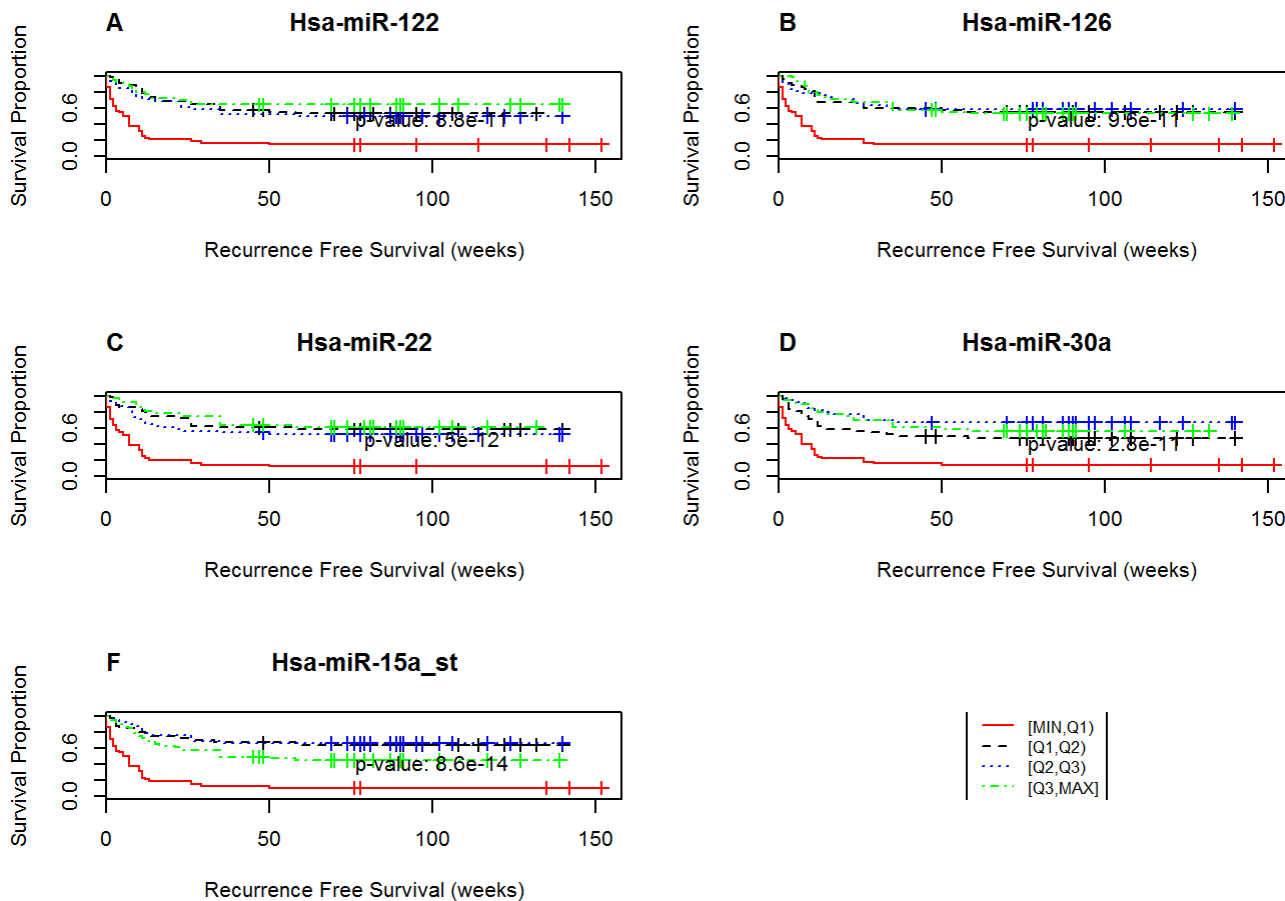 A Hsa-miR-122
Survival Proportion
0.6
0.0
p-value: 8.8e-11
0 50 100 150
Recurrence Free Survival (weeks)
B Hsa-miR-126
Survival Proportion
0.6
0.0
p-value: 9.6e-11
0 50 100 150
Recurrence Free Survival (weeks)
C Hsa-miR-22
Survival Proportion
0.6
0.0
p-value: 5e-12
0 50 100 150
Recurrence Free Survival (weeks)
D Hsa-miR-30a
Survival Proportion
0.6
0.0
p-value: 2.8e-11
0 50 100 150
Recurrence Free Survival (weeks)
F Hsa-miR-15a_st
Survival Proportion
0.6
0.0
p-value: 8.6e-14
0 50 100 150
Recurrence Free Survival (weeks)
[MIN,Q1)
[Q1,Q2)
[Q2,Q3)
[Q3,MAX]